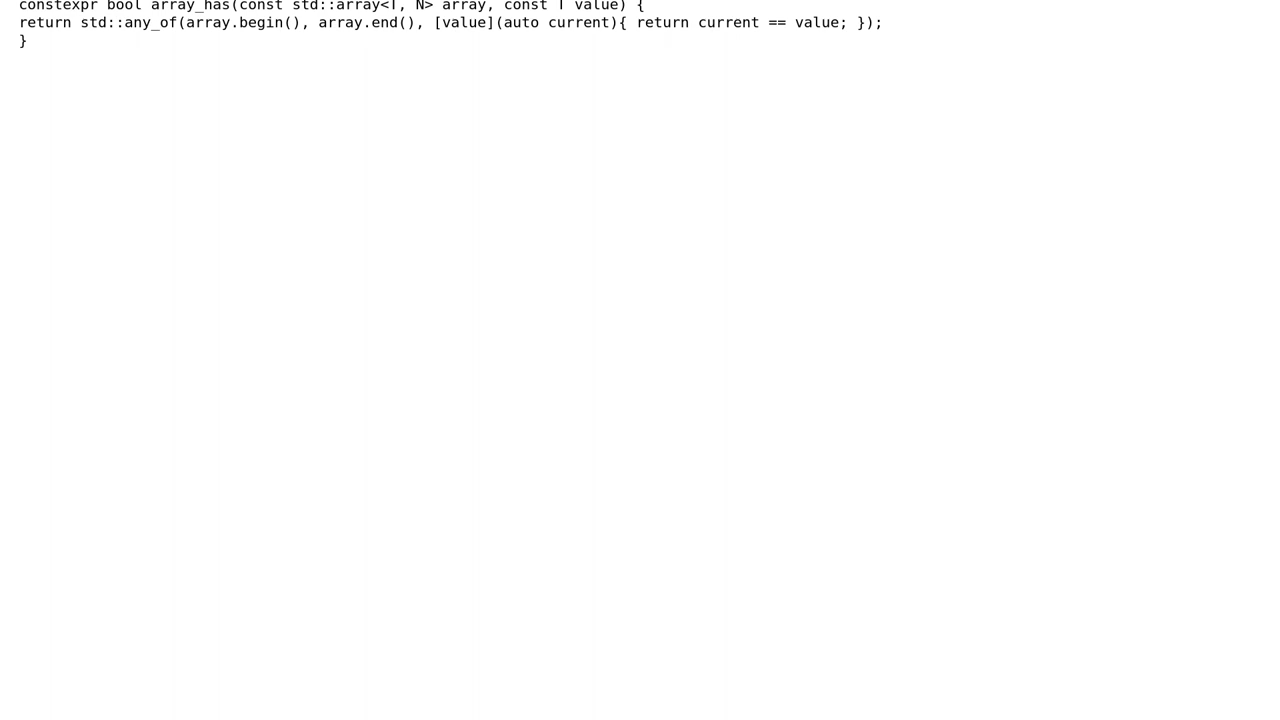 constexpr bool array_has(const std::array<T, N> array, const T value) {
return std::any_of(array.begin(), array.end(), [value](auto current){ return current == value; });
}